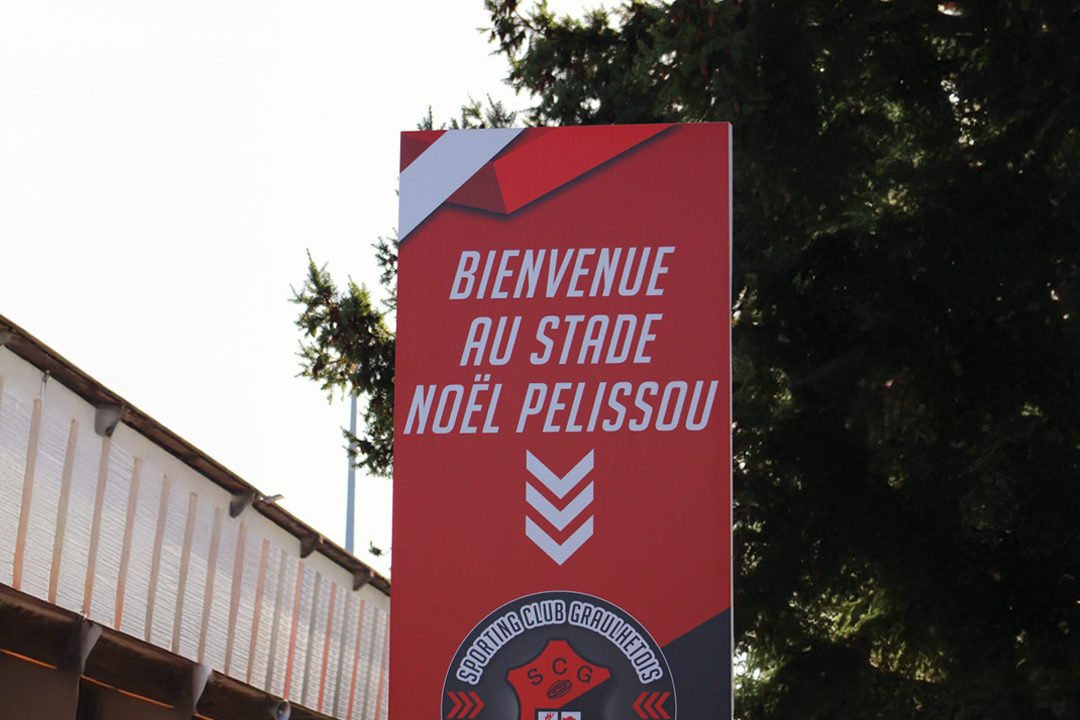 BIENVENUE
AU STADE
NOËL PELISSOU
SPORTING CLUB GRAULHETOIS
SCG